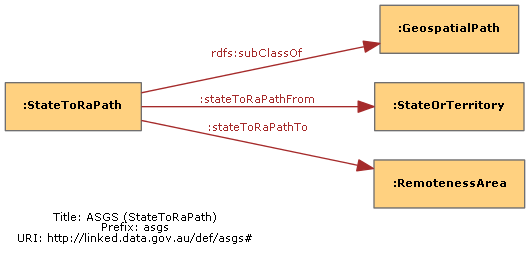 :GeospatialPath
rdfs:subClassOf
:StateToRaPath
:stateToRaPathFrom
:StateOrTerritory
:stateToRaPathTo
:RemotenessArea
Title: ASGS (StateToRaPath)
Prefix: asgs
URI: http://linked.data.gov.au/def/asgs#